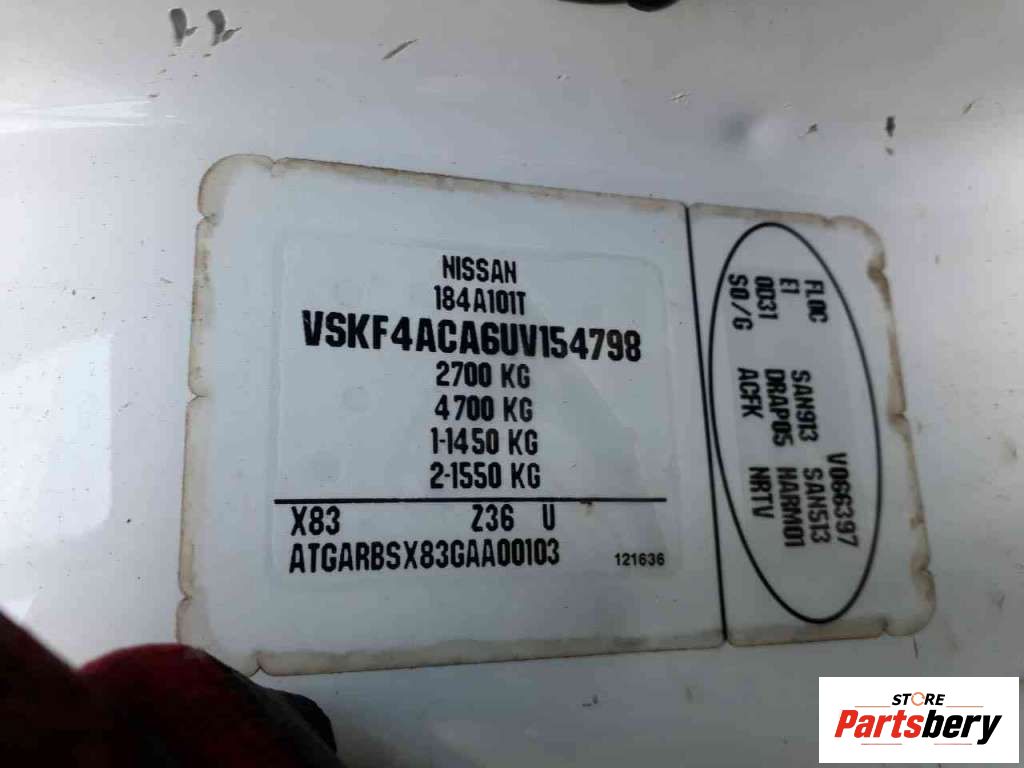 NISSAN
184A101T
VSKF4ACA6UV154798
2700 KG
4700 KG
1-1450 KG
2-1550 KG
X83 Z36 U
ATGARBSX83GAA00103
121636
V066397
FLOC SAN913 SAN513
E1 DRAP05 HARM01
0D31 ACFK NRTV
S0/G
STORE
Partsbery